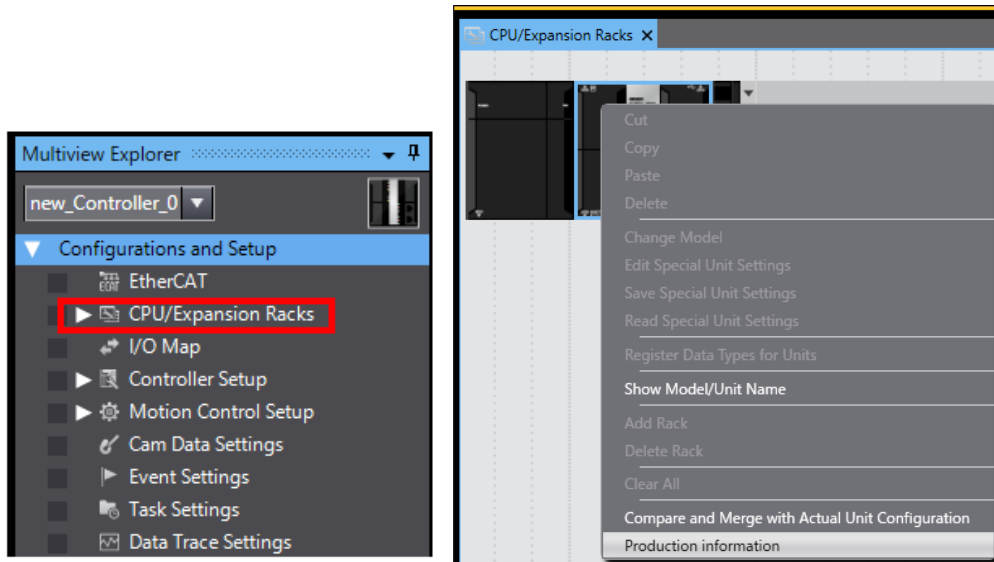 Multiview Explorer
new_Controller_0
Configurations and Setup
EtherCAT
CPU/Expansion Racks
I/O Map
Controller Setup
Motion Control Setup
Cam Data Settings
Event Settings
Task Settings
Data Trace Settings
CPU/Expansion Racks
Cut
Copy
Paste
Delete
Change Model
Edit Special Unit Settings
Save Special Unit Settings
Read Special Unit Settings
Register Data Types for Units
Show Model/Unit Name
Add Rack
Delete Rack
Clear All
Compare and Merge with Actual Unit Configuration
Production information